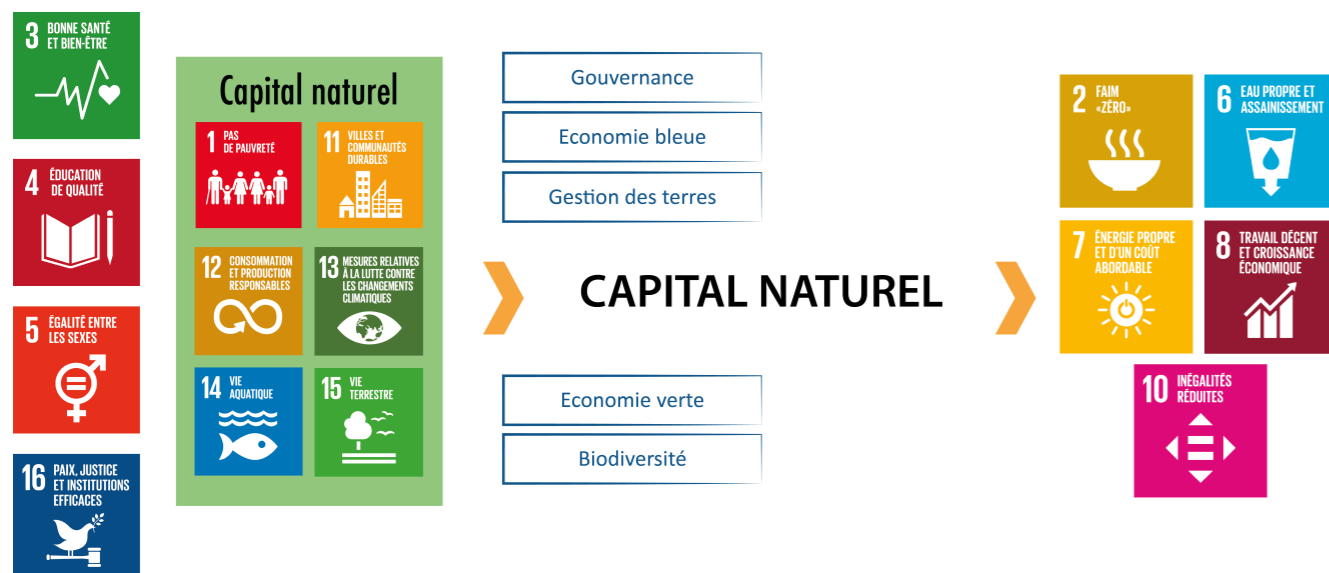 3 BONNE SANTÉ
ET BIEN-ÊTRE
4 ÉDUCATION
DE QUALITÉ
5 ÉGALITÉ ENTRE
LES SEXES
16 PAIX, JUSTICE
ET INSTITUTIONS
EFFICACES
Capital naturel
1 PAS
DE PAUVRETÉ
11 VILLES ET
COMMUNAUTÉS
DURABLES
12 CONSOMMATION
ET PRODUCTION
RESPONSABLES
13 MESURES RELATIVES
À LA LUTTE CONTRE
LES CHANGEMENTS
CLIMATIQUES
14 VIE
AQUATIQUE
15 VIE
TERRESTRE
Gouvernance
Economie bleue
Gestion des terres
CAPITAL NATUREL
Economie verte
Biodiversité
2 FAIM
«ZÉRO»
6 EAU PROPRE ET
ASSAINISSEMENT
7 ÉNERGIE PROPRE
ET D'UN COÛT
ABORDABLE
8 TRAVAIL DÉCENT
ET CROISSANCE
ÉCONOMIQUE
10 INÉGALITÉS
RÉDUITES